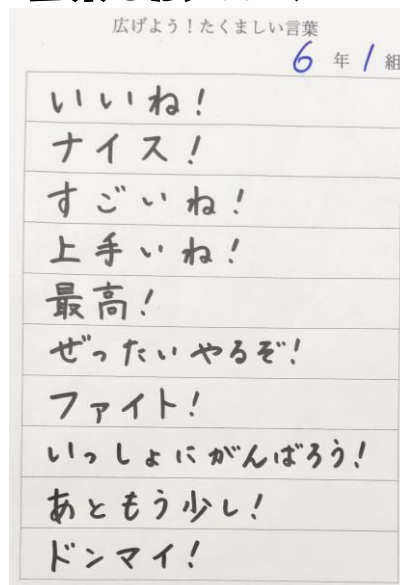 広げよう！たくましい言葉
6年1組
いいね！
ナイス！
すごいね！
上手いね！
最高！
ぜったいやるぞ！
ファイト！
いっしょにがんばろう！
あともう少し！
ドンマイ！